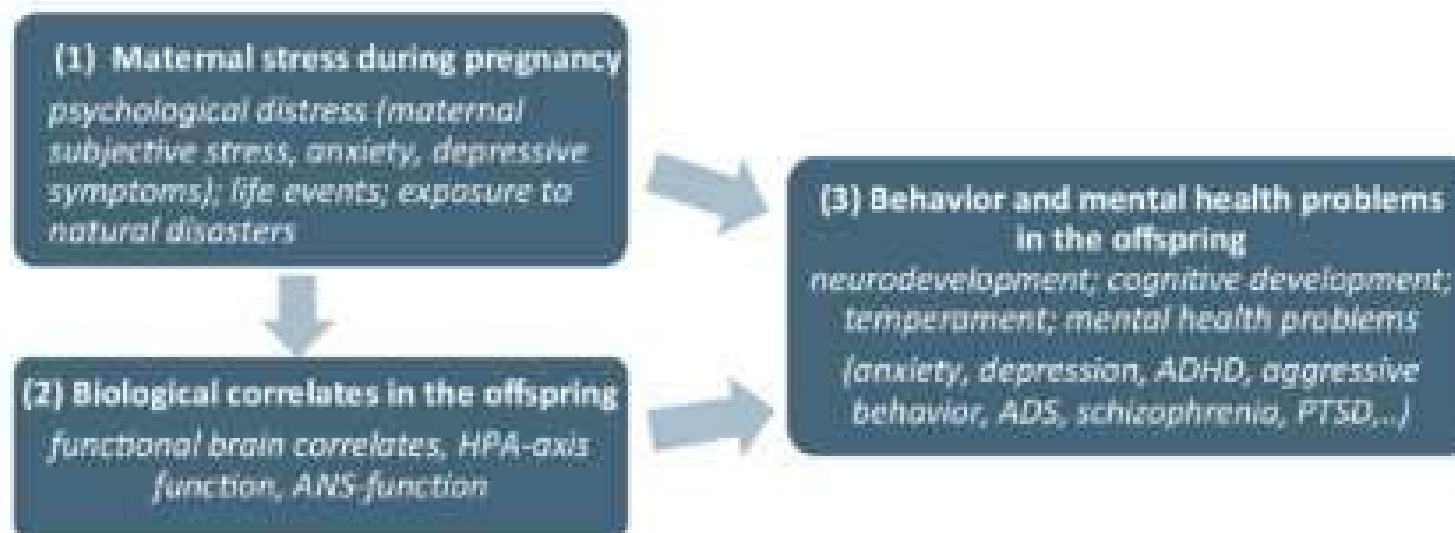 (1) Maternal stress during pregnancy
psychological distress (maternal
subjective stress, anxiety, depressive
symptoms); life events; exposure to
natural disasters
(2) Biological correlates in the offspring
functional brain correlates, HPA-axis
function, ANS-function
(3) Behavior and mental health problems
in the offspring
neurodevelopment; cognitive development;
temperament; mental health problems
(anxiety, depression, ADHD, aggressive
behavior, ADS, schizophrenia, PTSD,..)